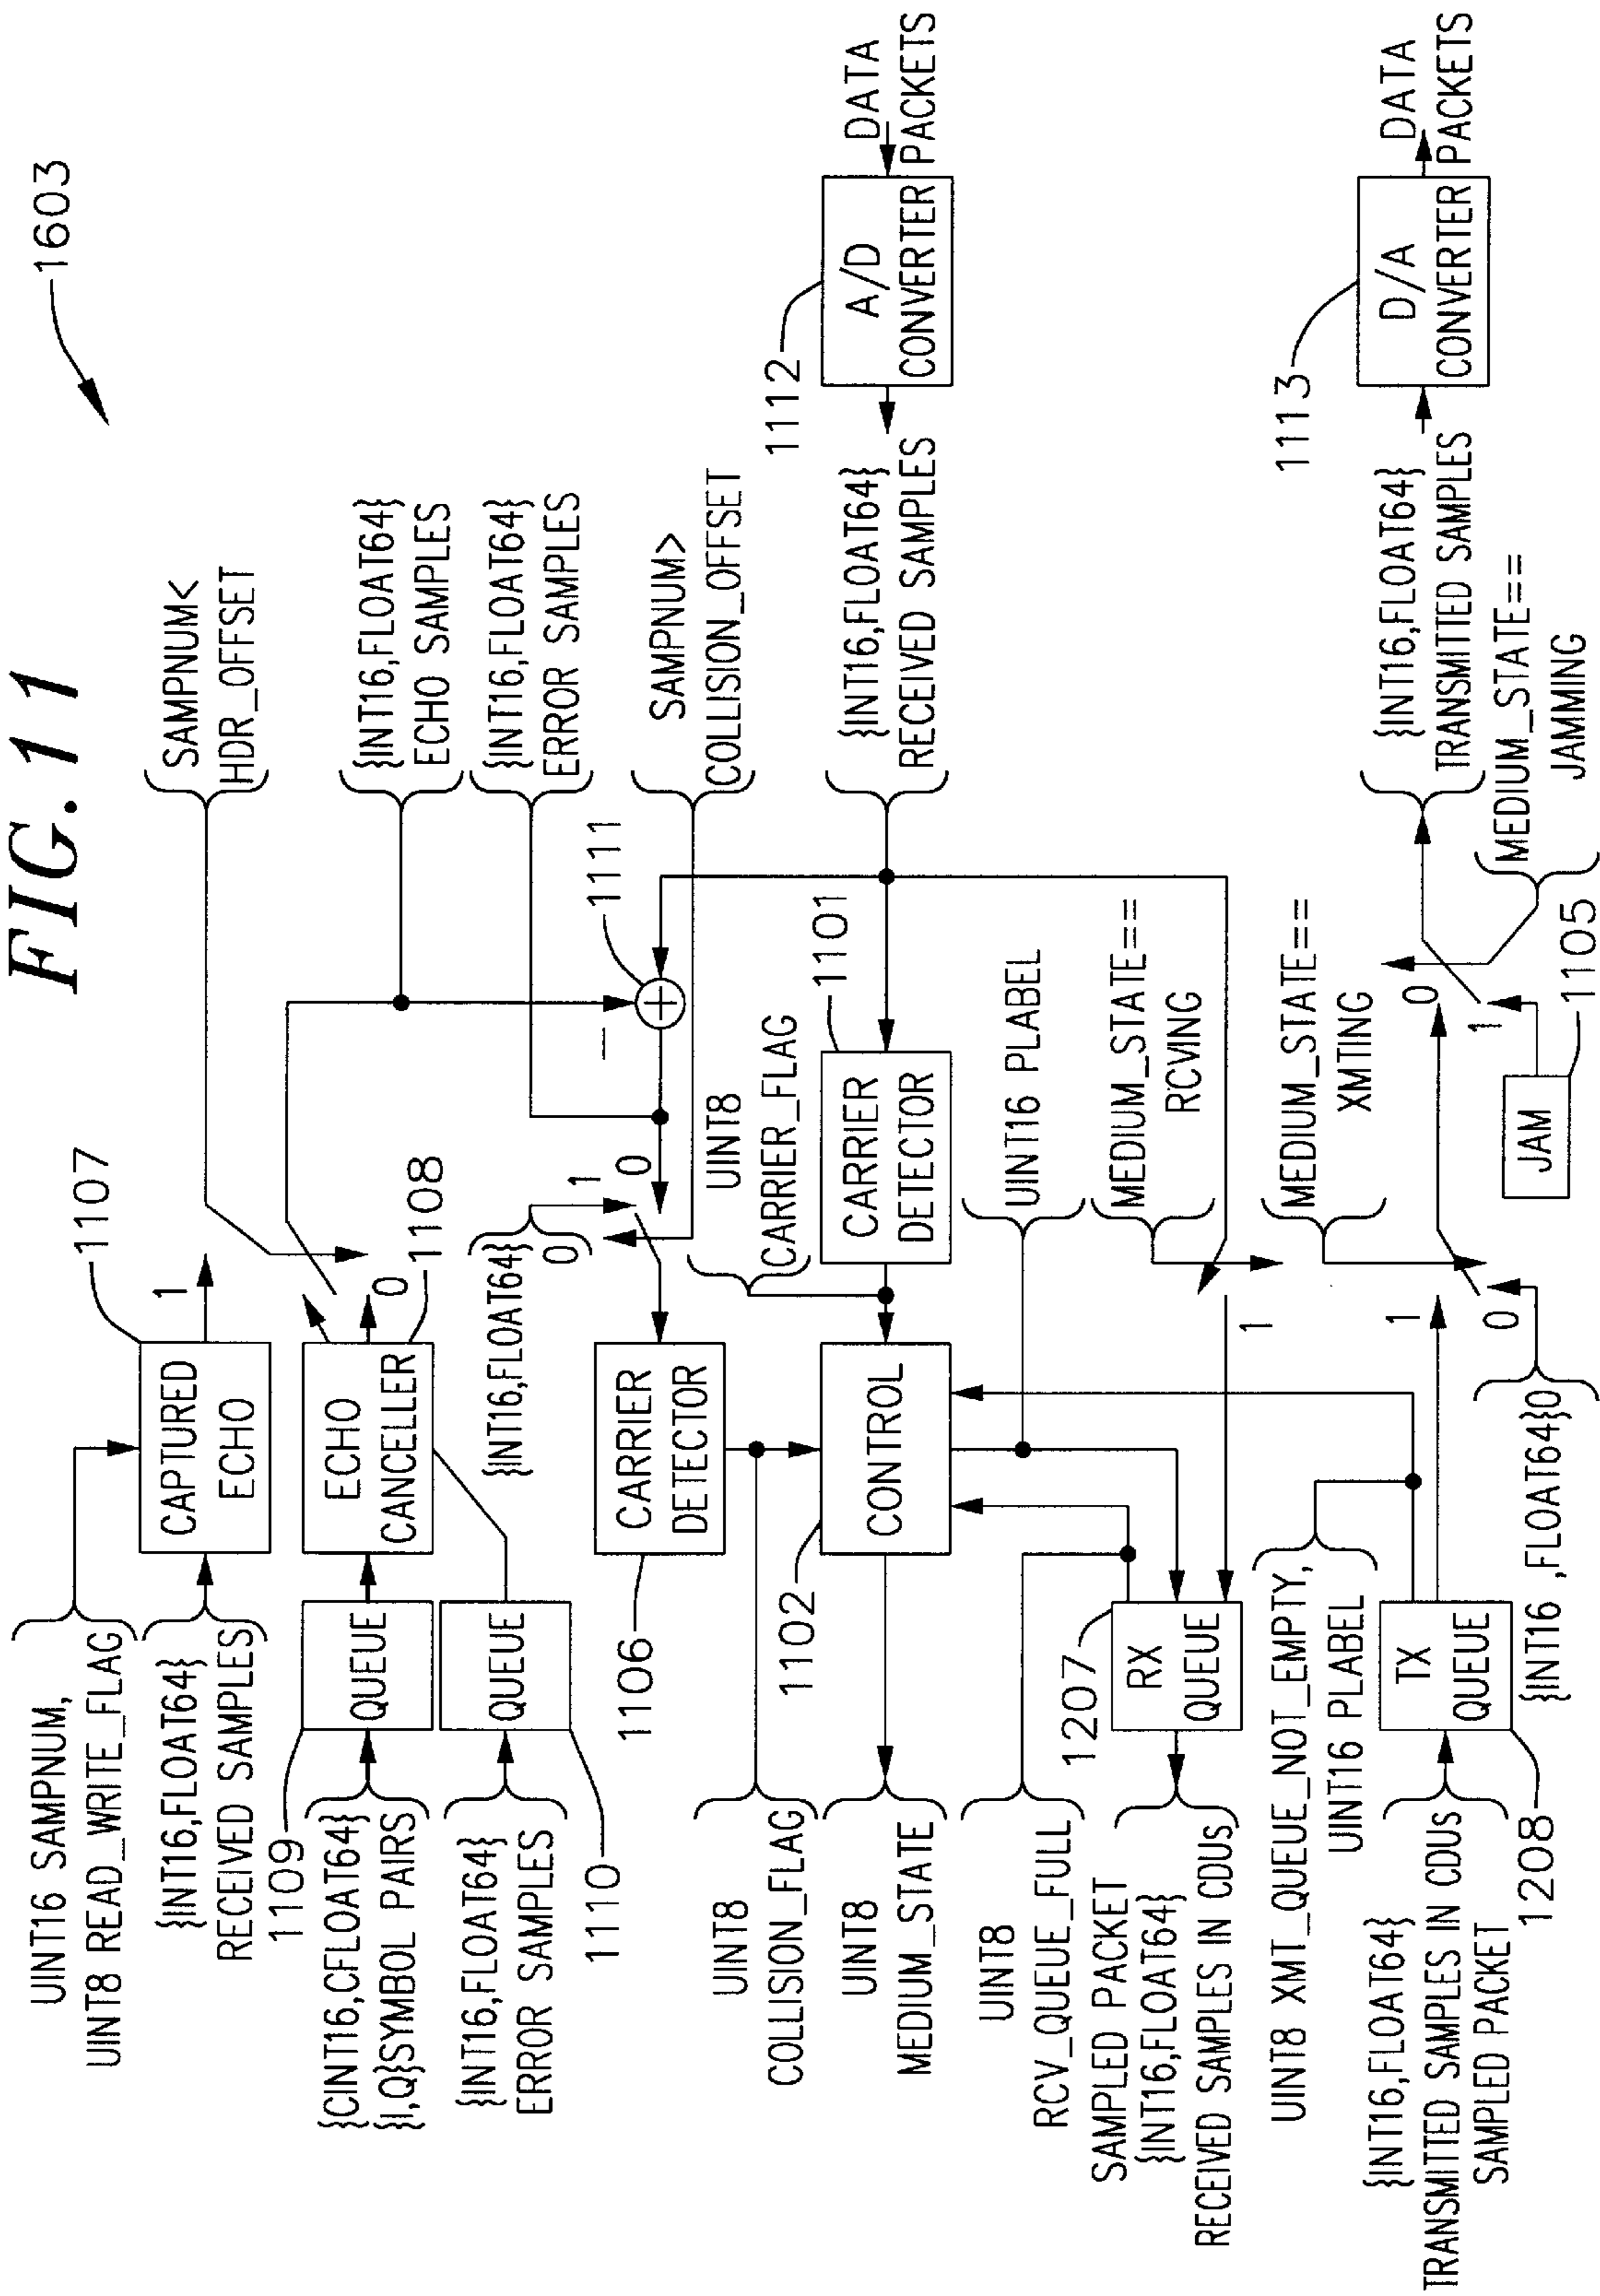 FIG. 11
1603
UINT16 SAMPNUM,
UINT8 READ_WRITE_FLAG
{INT16,FLOAT64}
RECEIVED SAMPLES
CAPTURED
ECHO
1107
1
SAMPNUM<
HDR_OFFSET
1109
{CINT16,CFLOAT64}
{I,Q}SYMBOL PAIRS
QUEUE
ECHO
CANCELLER
0
1108
{INT16,FLOAT64}
ECHO SAMPLES
{INT16,FLOAT64}
ERROR SAMPLES
1110
QUEUE
{INT16,FLOAT64}
ERROR SAMPLES
{INT16,FLOAT64}
0
1
0
−
+
1111
SAMPNUM>
COLLISION_OFFSET
1106
CARRIER
DETECTOR
UINT8
CARRIER_FLAG
UINT8
COLLISION_FLAG
1102
CONTROL
CARRIER
DETECTOR
1101
{INT16,FLOAT64}
RECEIVED SAMPLES
1112
A/D
CONVERTER
DATA
PACKETS
UINT8
MEDIUM_STATE
UINT8
RCV_QUEUE_FULL
UINT16 PLABEL
SAMPLED PACKET
{INT16,FLOAT64}
RECEIVED SAMPLES IN CDUs
1207
RX
QUEUE
1
MEDIUM_STATE==
RCVING
UINT8 XMT_QUEUE_NOT_EMPTY,
UINT16 PLABEL
MEDIUM_STATE==
XMTING
{INT16,FLOAT64}
TRANSMITTED SAMPLES IN CDUs
SAMPLED PACKET
TX
QUEUE
1208
1
0
{INT16 ,FLOAT64}0
0
1
JAM
1105
{INT16,FLOAT64}
TRANSMITTED SAMPLES
MEDIUM_STATE==
JAMMING
1113
D/A
CONVERTER
DATA
PACKETS